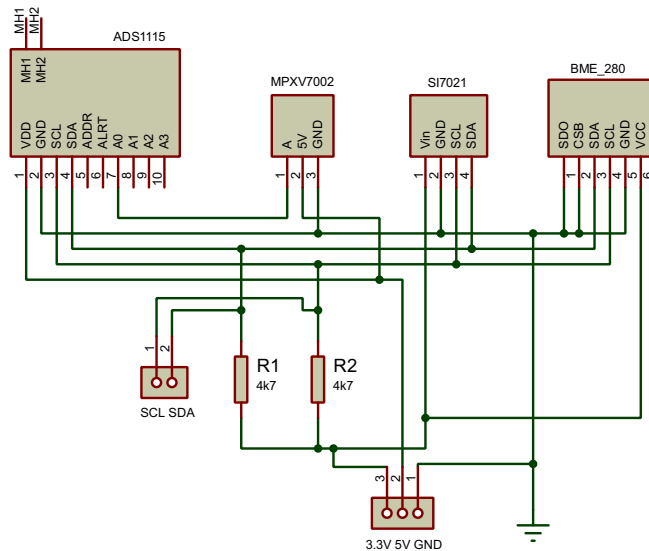 MH1
MH2
ADS1115
MH1
MH2
VDD
GND
SCL
SDA
ADDR
ALRT
A0
A1
A2
A3
1
2
3
4
5
6
7
8
9
10
MPXV7002
A
5V
GND
1
2
3
SI7021
Vin
GND
SCL
SDA
1
2
3
4
BME_280
SDO
CSB
SDA
SCL
GND
VCC
1
2
3
4
5
6
1
2
SCL SDA
R1
4k7
R2
4k7
3
2
1
3.3V 5V GND